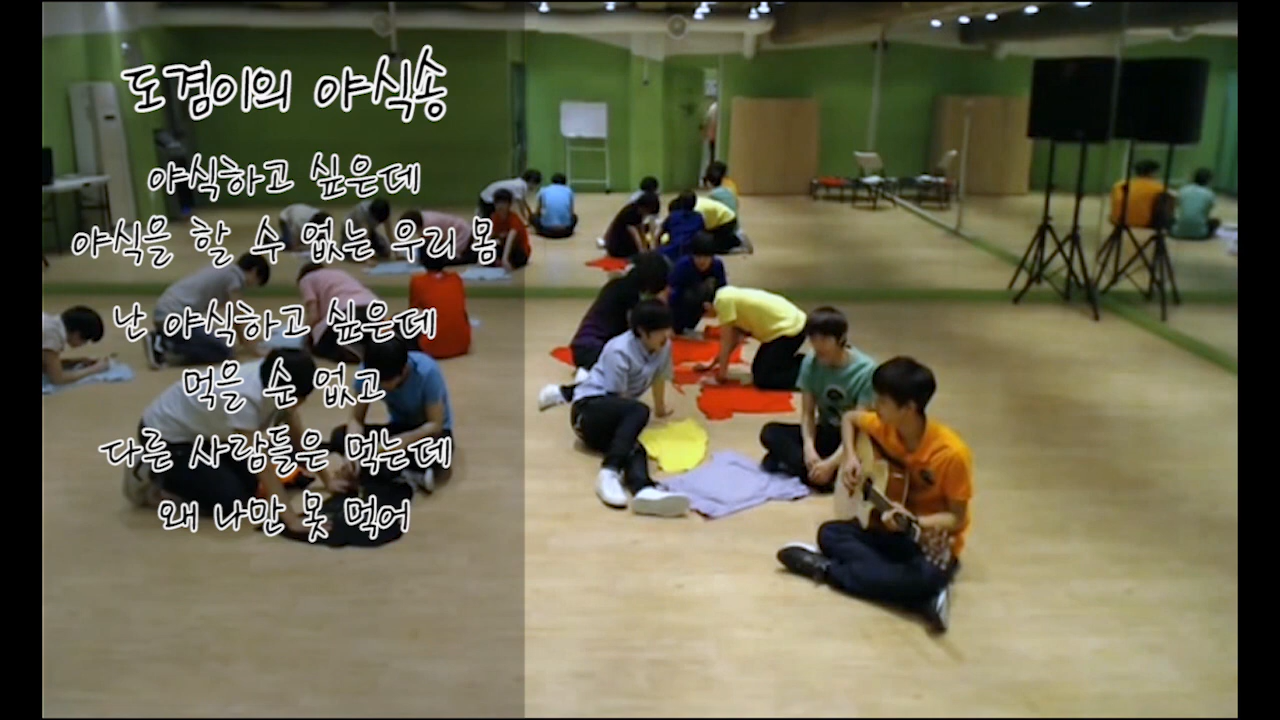 도겸이의 야식송
야식하고 싶은데
야식을 할 수 없는 우리 몸
난 야식하고 싶은데
먹을 순 없고
다른 사람들은 먹는데
왜 나만 못 먹어